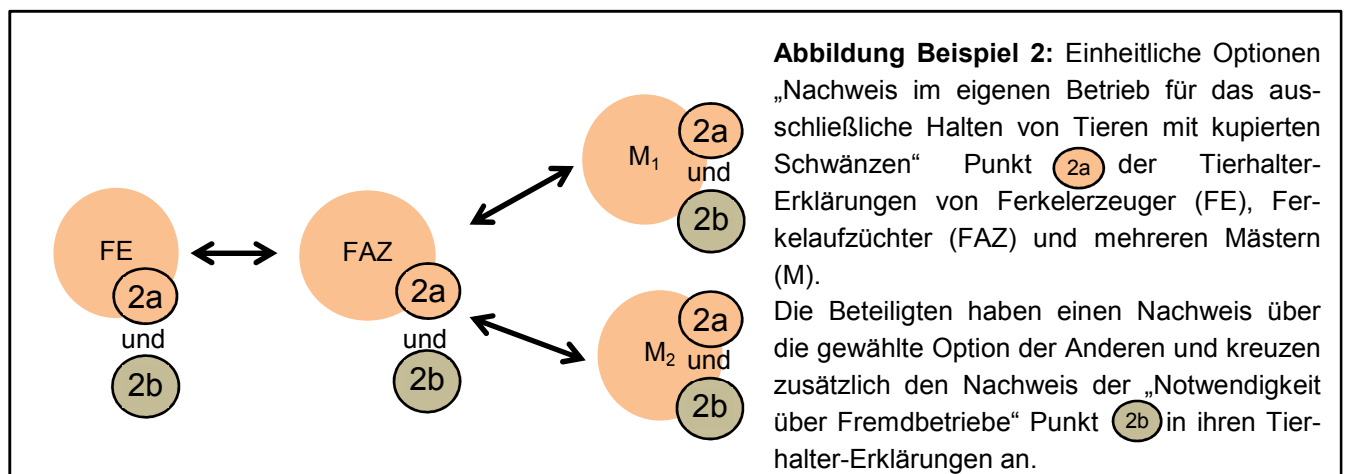 Abbildung Beispiel 2: Einheitliche Optionen
„Nachweis im eigenen Betrieb für das aus-
schließliche Halten von Tieren mit kupierten
Schwänzen“ Punkt 2a der Tierhalter-
Erklärungen von Ferkelerzeuger (FE), Fer-
kelaufzüchter (FAZ) und mehreren Mästern
(M).
Die Beteiligten haben einen Nachweis über
die gewählte Option der Anderen und kreuzen
zusätzlich den Nachweis der „Notwendigkeit
über Fremdbetriebe“ Punkt 2b in ihren Tier-
halter-Erklärungen an.
FE
2a
und
2b
FAZ
2a
und
2b
M1
2a
und
2b
M2
2a
und
2b